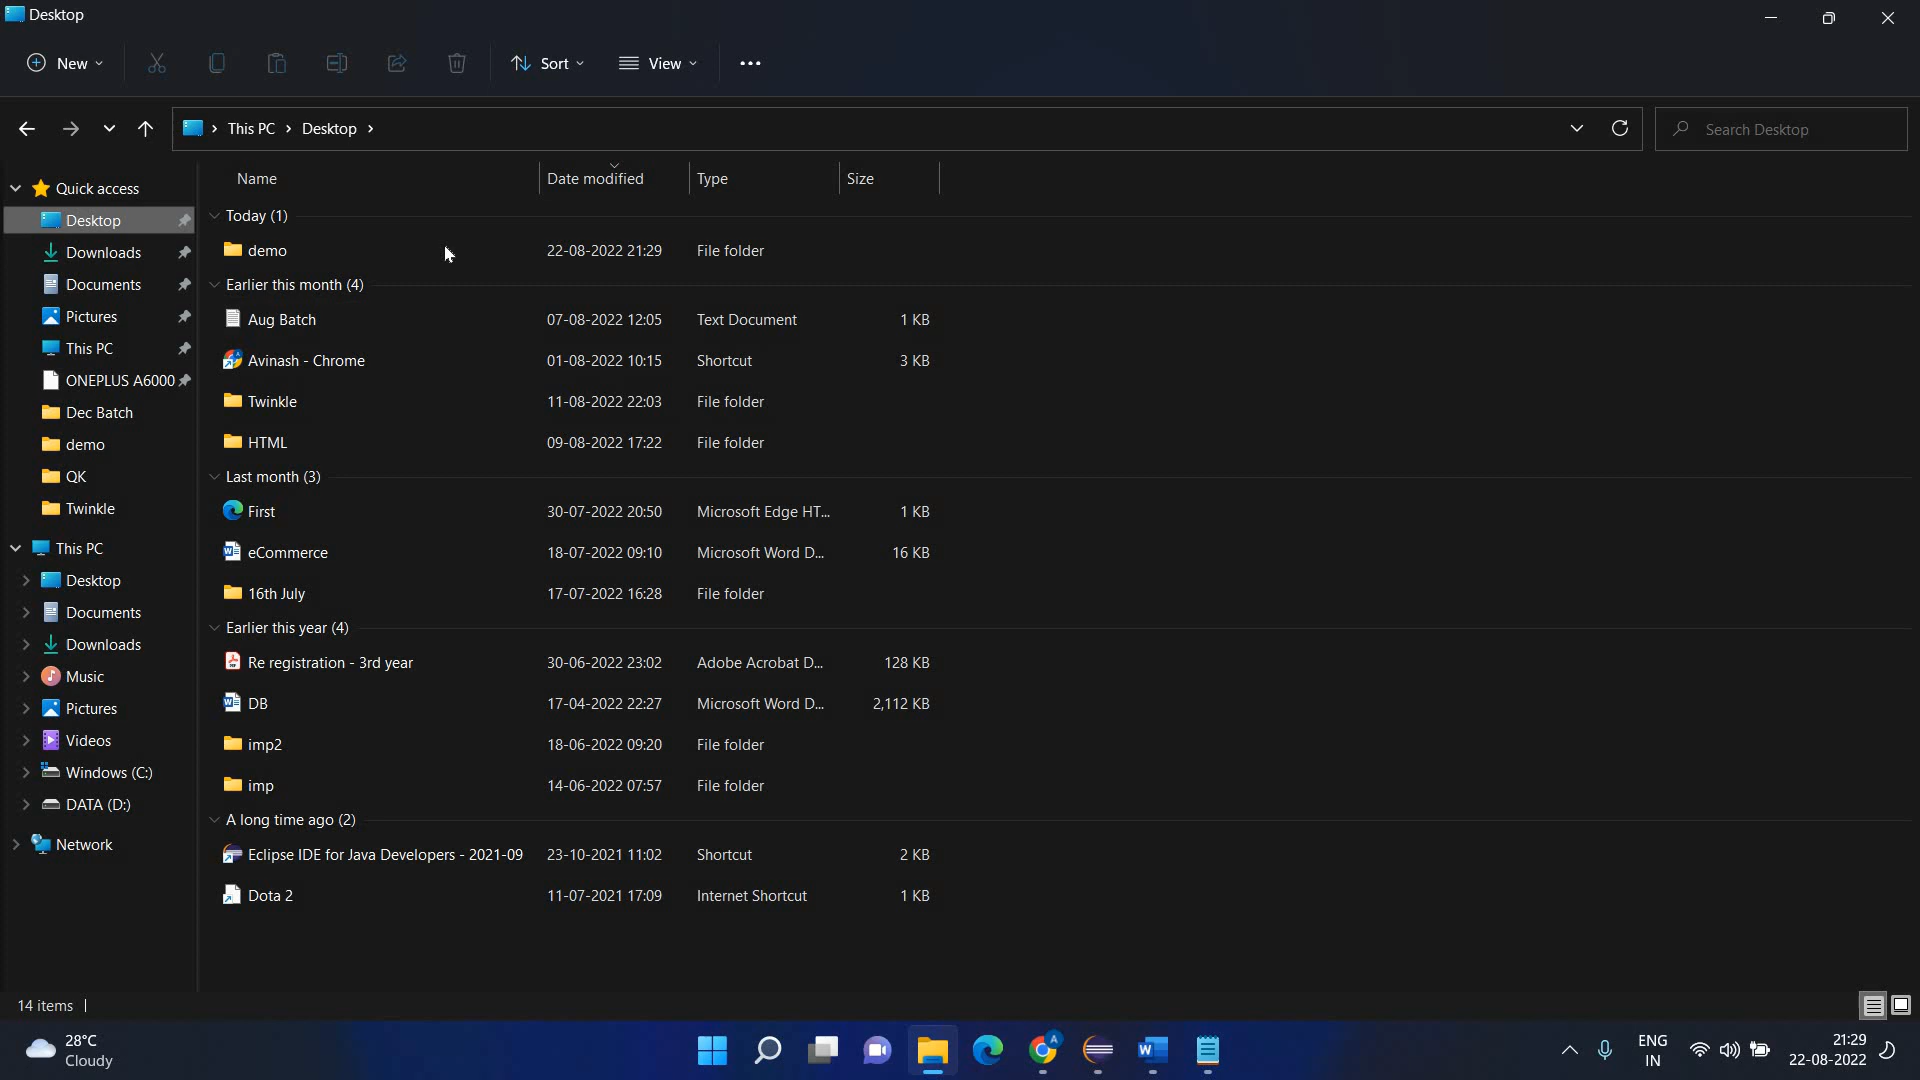 Desktop
New
Sort
View
This PC > Desktop >
Search Desktop
Quick access
Desktop
Downloads
Documents
Pictures
This PC
ONEPLUS A6000
Dec Batch
demo
QK
Twinkle
This PC
Desktop
Documents
Downloads
Music
Pictures
Videos
Windows (C:)
DATA (D:)
Network
Name Date modified Type Size
Today (1)
demo 22-08-2022 21:29 File folder
Earlier this month (4)
Aug Batch 07-08-2022 12:05 Text Document 1 KB
Avinash - Chrome 01-08-2022 10:15 Shortcut 3 KB
Twinkle 11-08-2022 22:03 File folder
HTML 09-08-2022 17:22 File folder
Last month (3)
First 30-07-2022 20:50 Microsoft Edge HT... 1 KB
eCommerce 18-07-2022 09:10 Microsoft Word D... 16 KB
16th July 17-07-2022 16:28 File folder
Earlier this year (4)
Re registration - 3rd year 30-06-2022 23:02 Adobe Acrobat D... 128 KB
DB 17-04-2022 22:27 Microsoft Word D... 2,112 KB
imp2 18-06-2022 09:20 File folder
imp 14-06-2022 07:57 File folder
A long time ago (2)
Eclipse IDE for Java Developers - 2021-09 23-10-2021 11:02 Shortcut 2 KB
Dota 2 11-07-2021 17:09 Internet Shortcut 1 KB
14 items
28°C
Cloudy
A
W
ENG
IN
21:29
22-08-2022